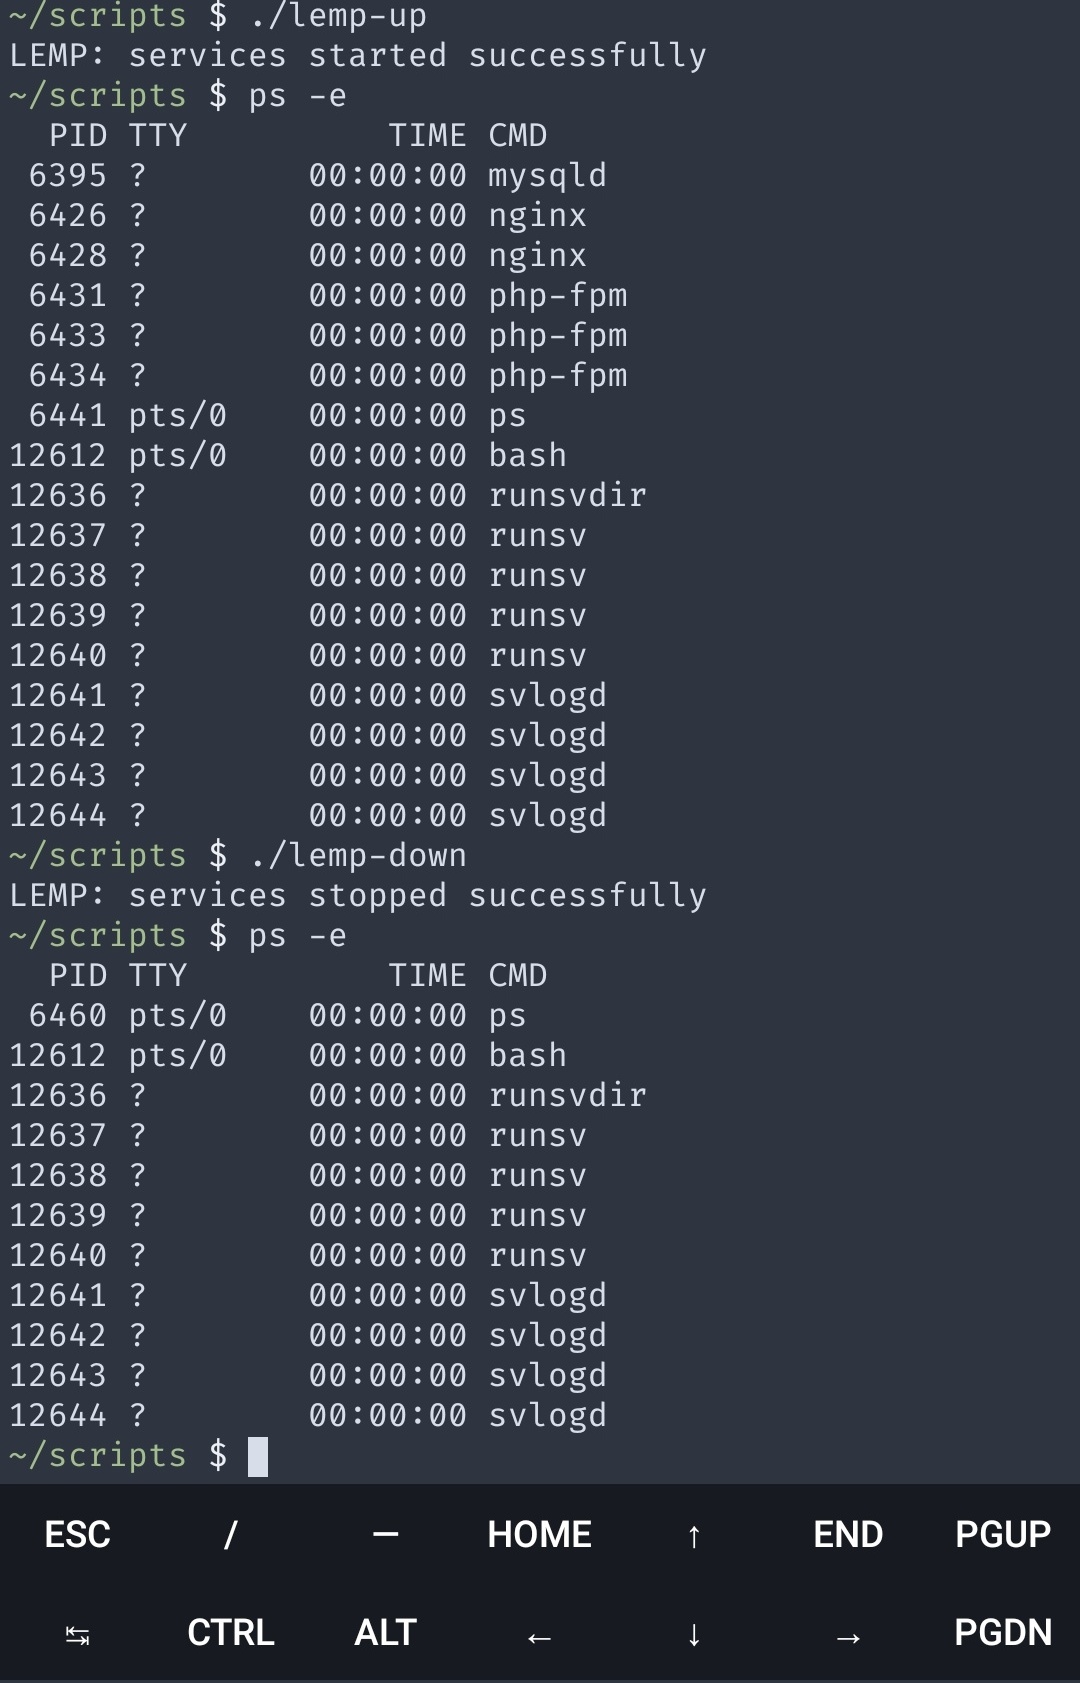 ~/scripts $ ./lemp-up
LEMP: services started successfully
~/scripts $ ps -e
  PID TTY          TIME CMD
 6395 ?        00:00:00 mysqld
 6426 ?        00:00:00 nginx
 6428 ?        00:00:00 nginx
 6431 ?        00:00:00 php-fpm
 6433 ?        00:00:00 php-fpm
 6434 ?        00:00:00 php-fpm
 6441 pts/0    00:00:00 ps
12612 pts/0    00:00:00 bash
12636 ?        00:00:00 runsvdir
12637 ?        00:00:00 runsv
12638 ?        00:00:00 runsv
12639 ?        00:00:00 runsv
12640 ?        00:00:00 runsv
12641 ?        00:00:00 svlogd
12642 ?        00:00:00 svlogd
12643 ?        00:00:00 svlogd
12644 ?        00:00:00 svlogd
~/scripts $ ./lemp-down
LEMP: services stopped successfully
~/scripts $ ps -e
  PID TTY          TIME CMD
 6460 pts/0    00:00:00 ps
12612 pts/0    00:00:00 bash
12636 ?        00:00:00 runsvdir
12637 ?        00:00:00 runsv
12638 ?        00:00:00 runsv
12639 ?        00:00:00 runsv
12640 ?        00:00:00 runsv
12641 ?        00:00:00 svlogd
12642 ?        00:00:00 svlogd
12643 ?        00:00:00 svlogd
12644 ?        00:00:00 svlogd
~/scripts $
ESC / — HOME ↑ END PGUP
↹ CTRL ALT ← ↓ → PGDN